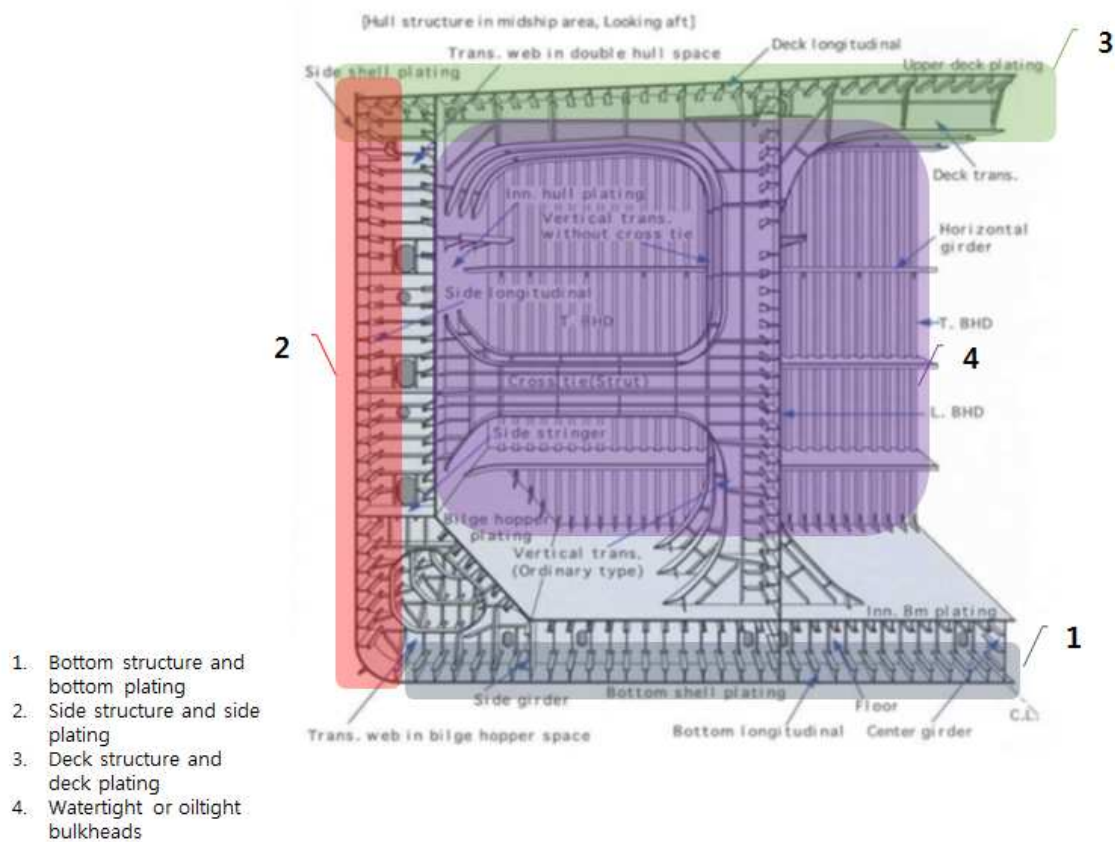 [Hull structure in midship area, Looking aft]
3
Deck longitudinal
Trans. web in double hull space
Upper deck plating
Side shell plating
Deck trans.
Inn. hull plating
Vertical trans.
without cross tie
Horizontal
girder
Side longitudinal
T. BHD
T. BHD
2
4
Cross tie(Strut)
L. BHD
Side stringer
Bilge hopper
plating
Vertical trans.
(Ordinary type)
Inn. Bm plating
1
Side girder
Bottom shell plating
Floor
C.L
Trans. web in bilge hopper space
Bottom longitudinal
Center girder
1. Bottom structure and
bottom plating
2. Side structure and side
plating
3. Deck structure and
deck plating
4. Watertight or oiltight
bulkheads